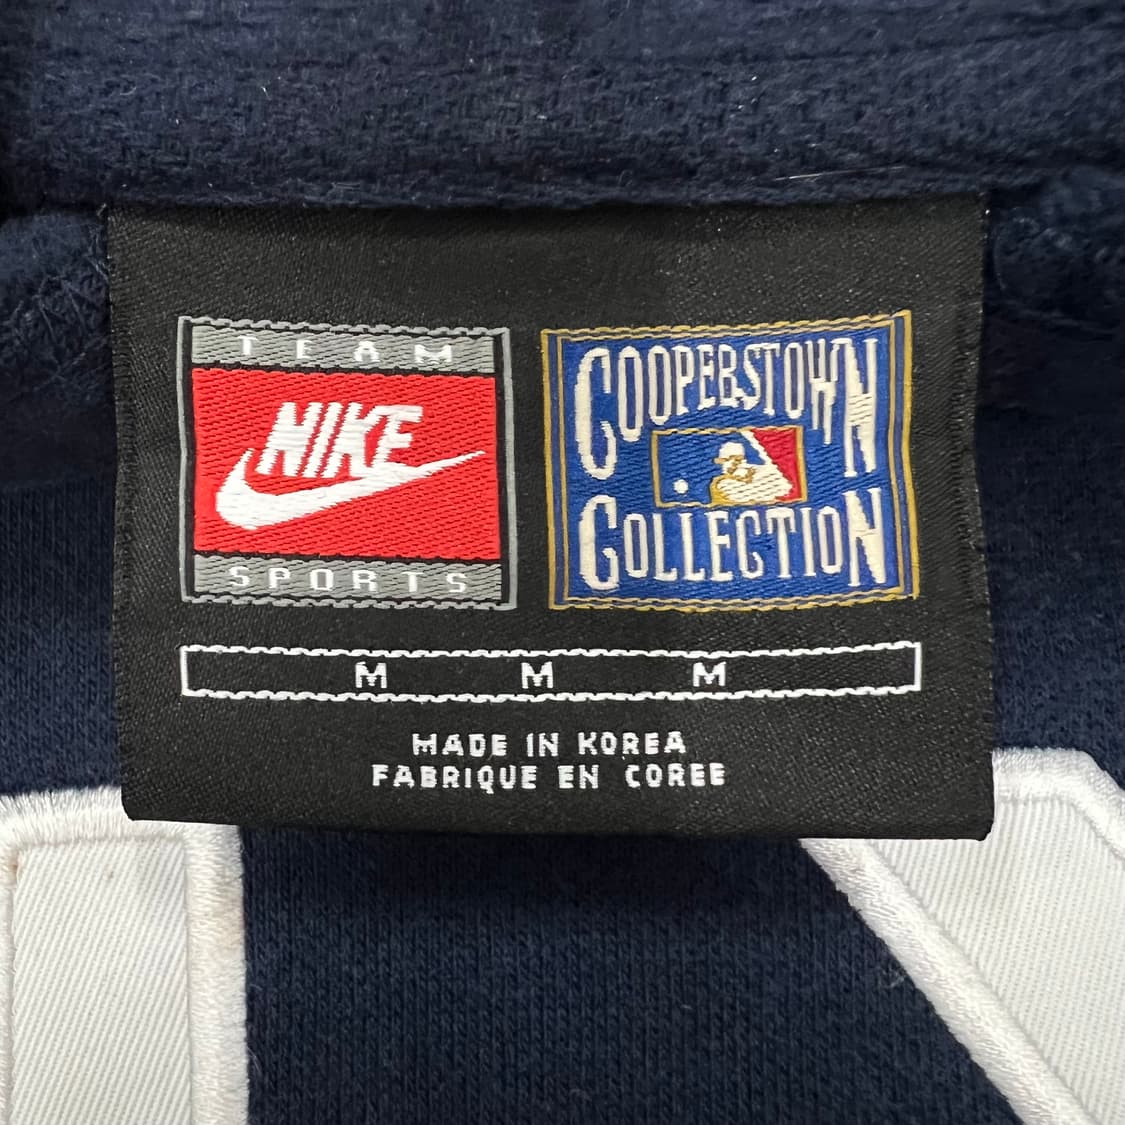 TEAM
NIKE
SPORTS
COOPERSTOWN
COLLECTION
M M M
MADE IN KOREA
FABRIQUE EN COREE